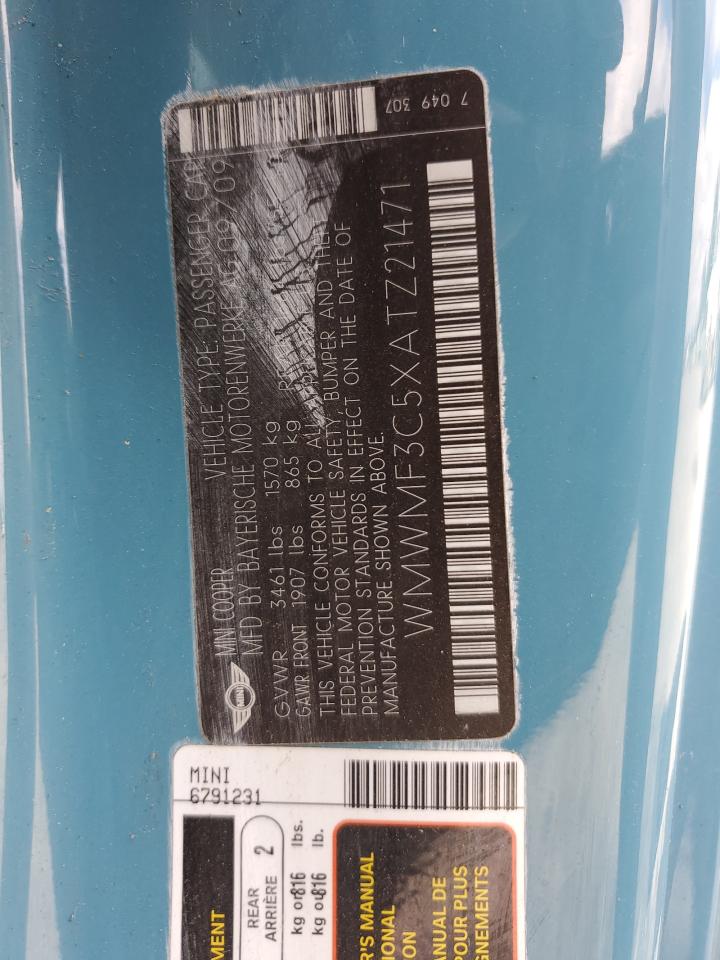 7 049 307
MINI COOPER VEHICLE TYPE: PASSENGER CAR
MFD BY BAYERISCHE MOTORENWERKE AG 09/09
GVWR 3461 lbs 1570 kg
GAWR FRONT 1907 lbs 865 kg
THIS VEHICLE CONFORMS TO ALL
FEDERAL MOTOR VEHICLE SAFETY, BUMPER AND THEFT
PREVENTION STANDARDS IN EFFECT ON THE DATE OF
MANUFACTURE SHOWN ABOVE.
WMWMF3C5XATZ21471
MINI
MINI
6791231
REAR
ARRIÈRE 2
kg or 816 lbs.
kg ou 816 lb.